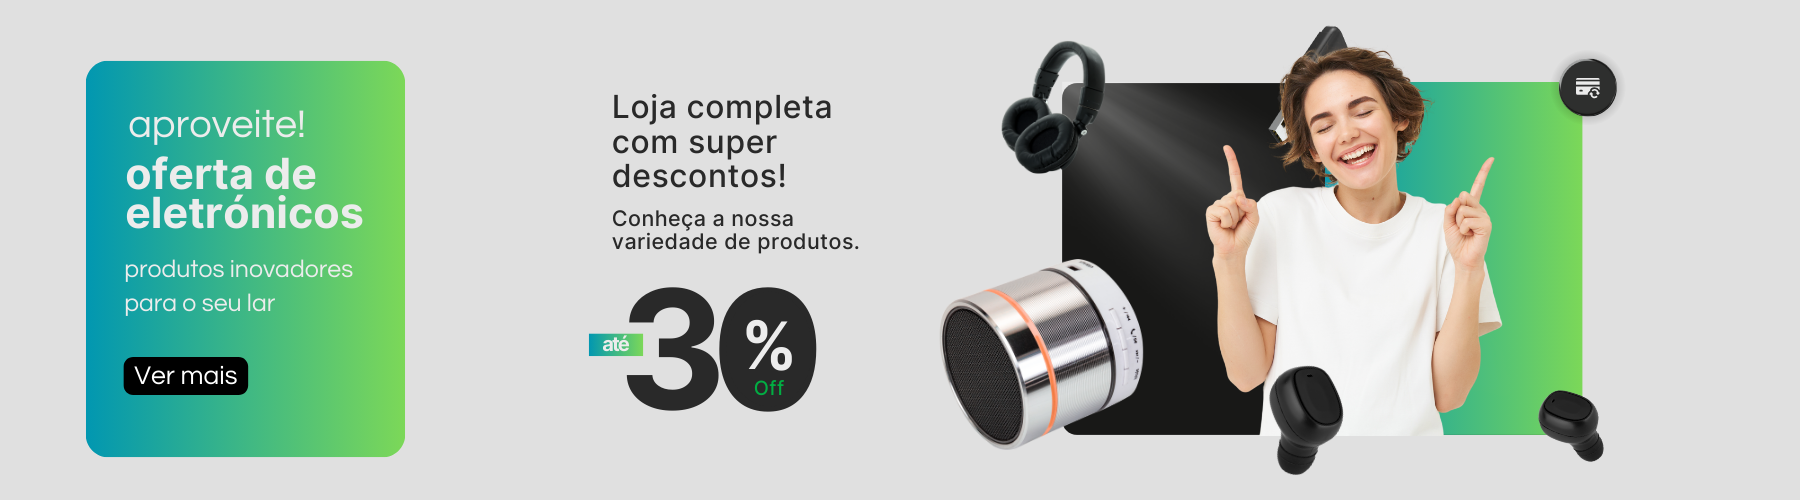 aproveite!
oferta de
eletrónicos
produtos inovadores
para o seu lar
Ver mais
Loja completa
com super
descontos!
Conheça a nossa
variedade de produtos.
até
30
%
Off